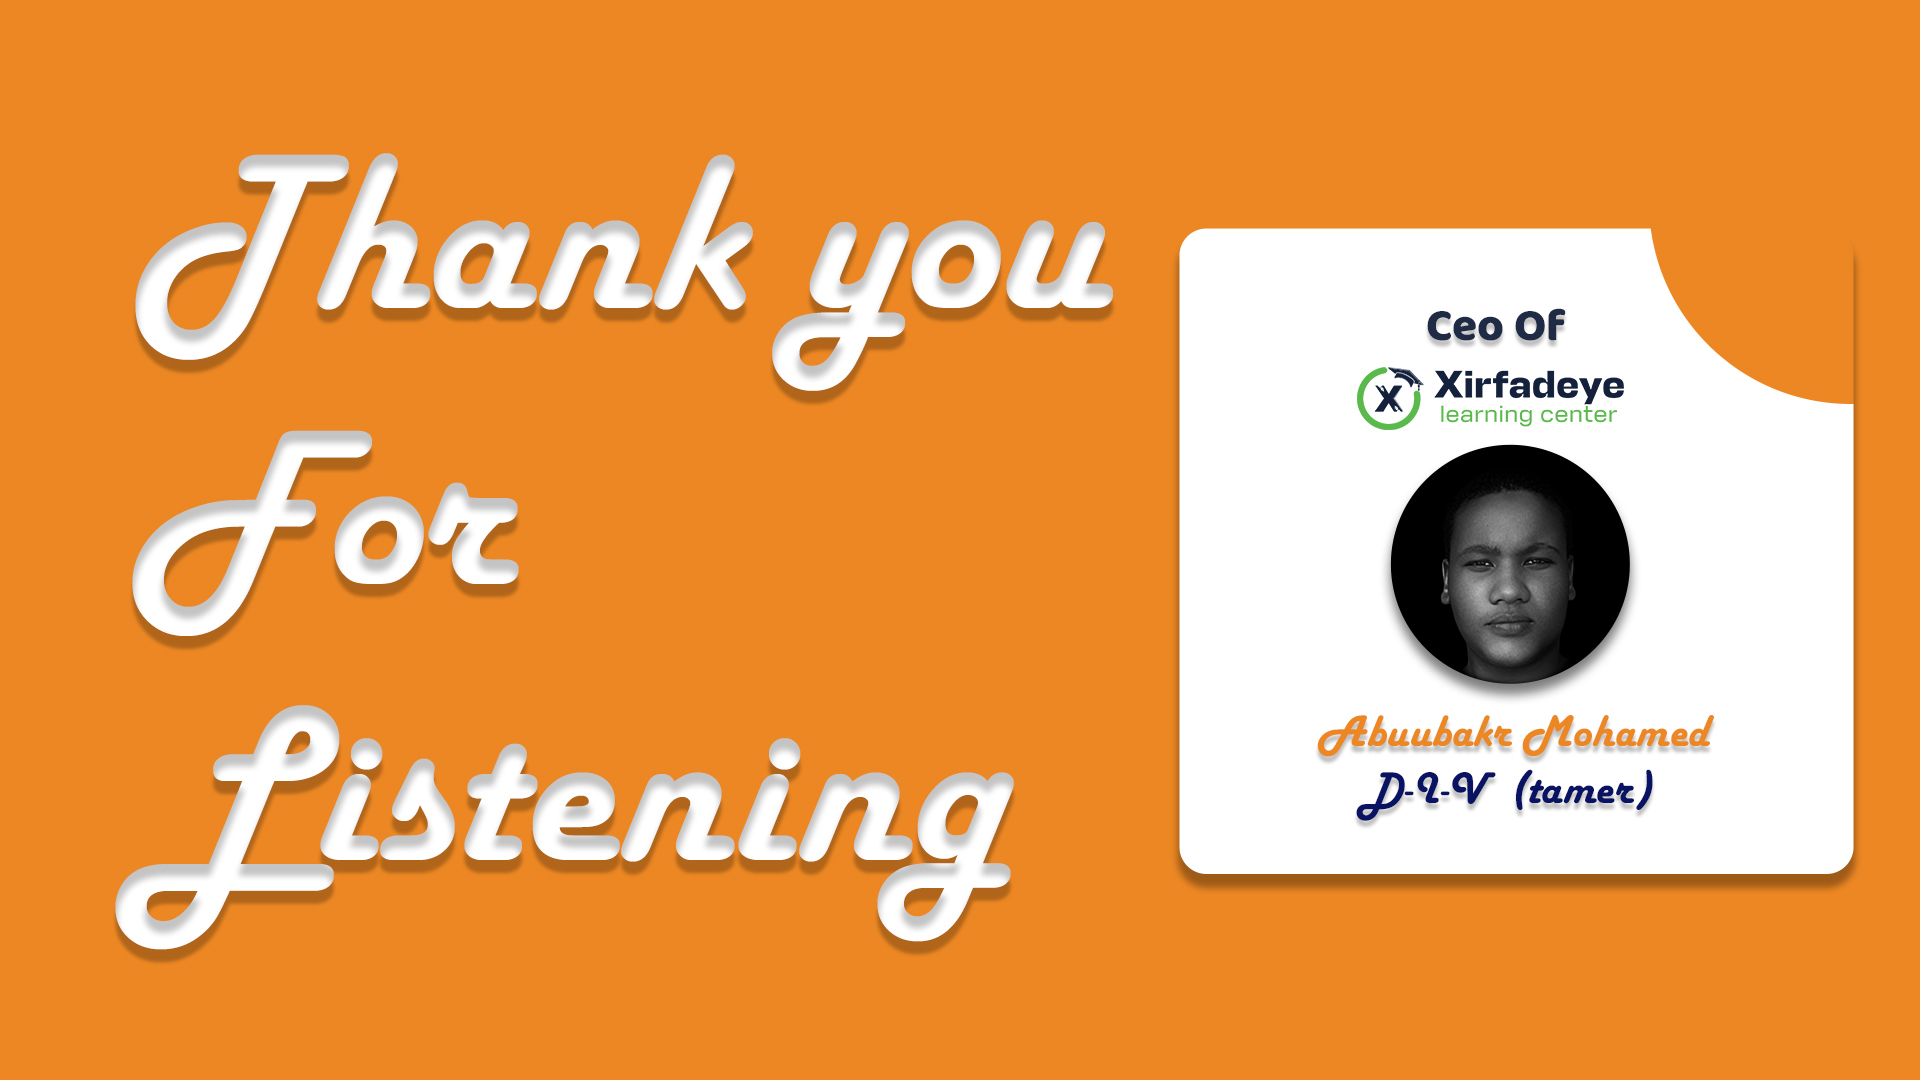 Thank you
For
Listening
Ceo Of
X
Xirfadeye
learning center
Abuubakr Mohamed
D-I-V (tamer)